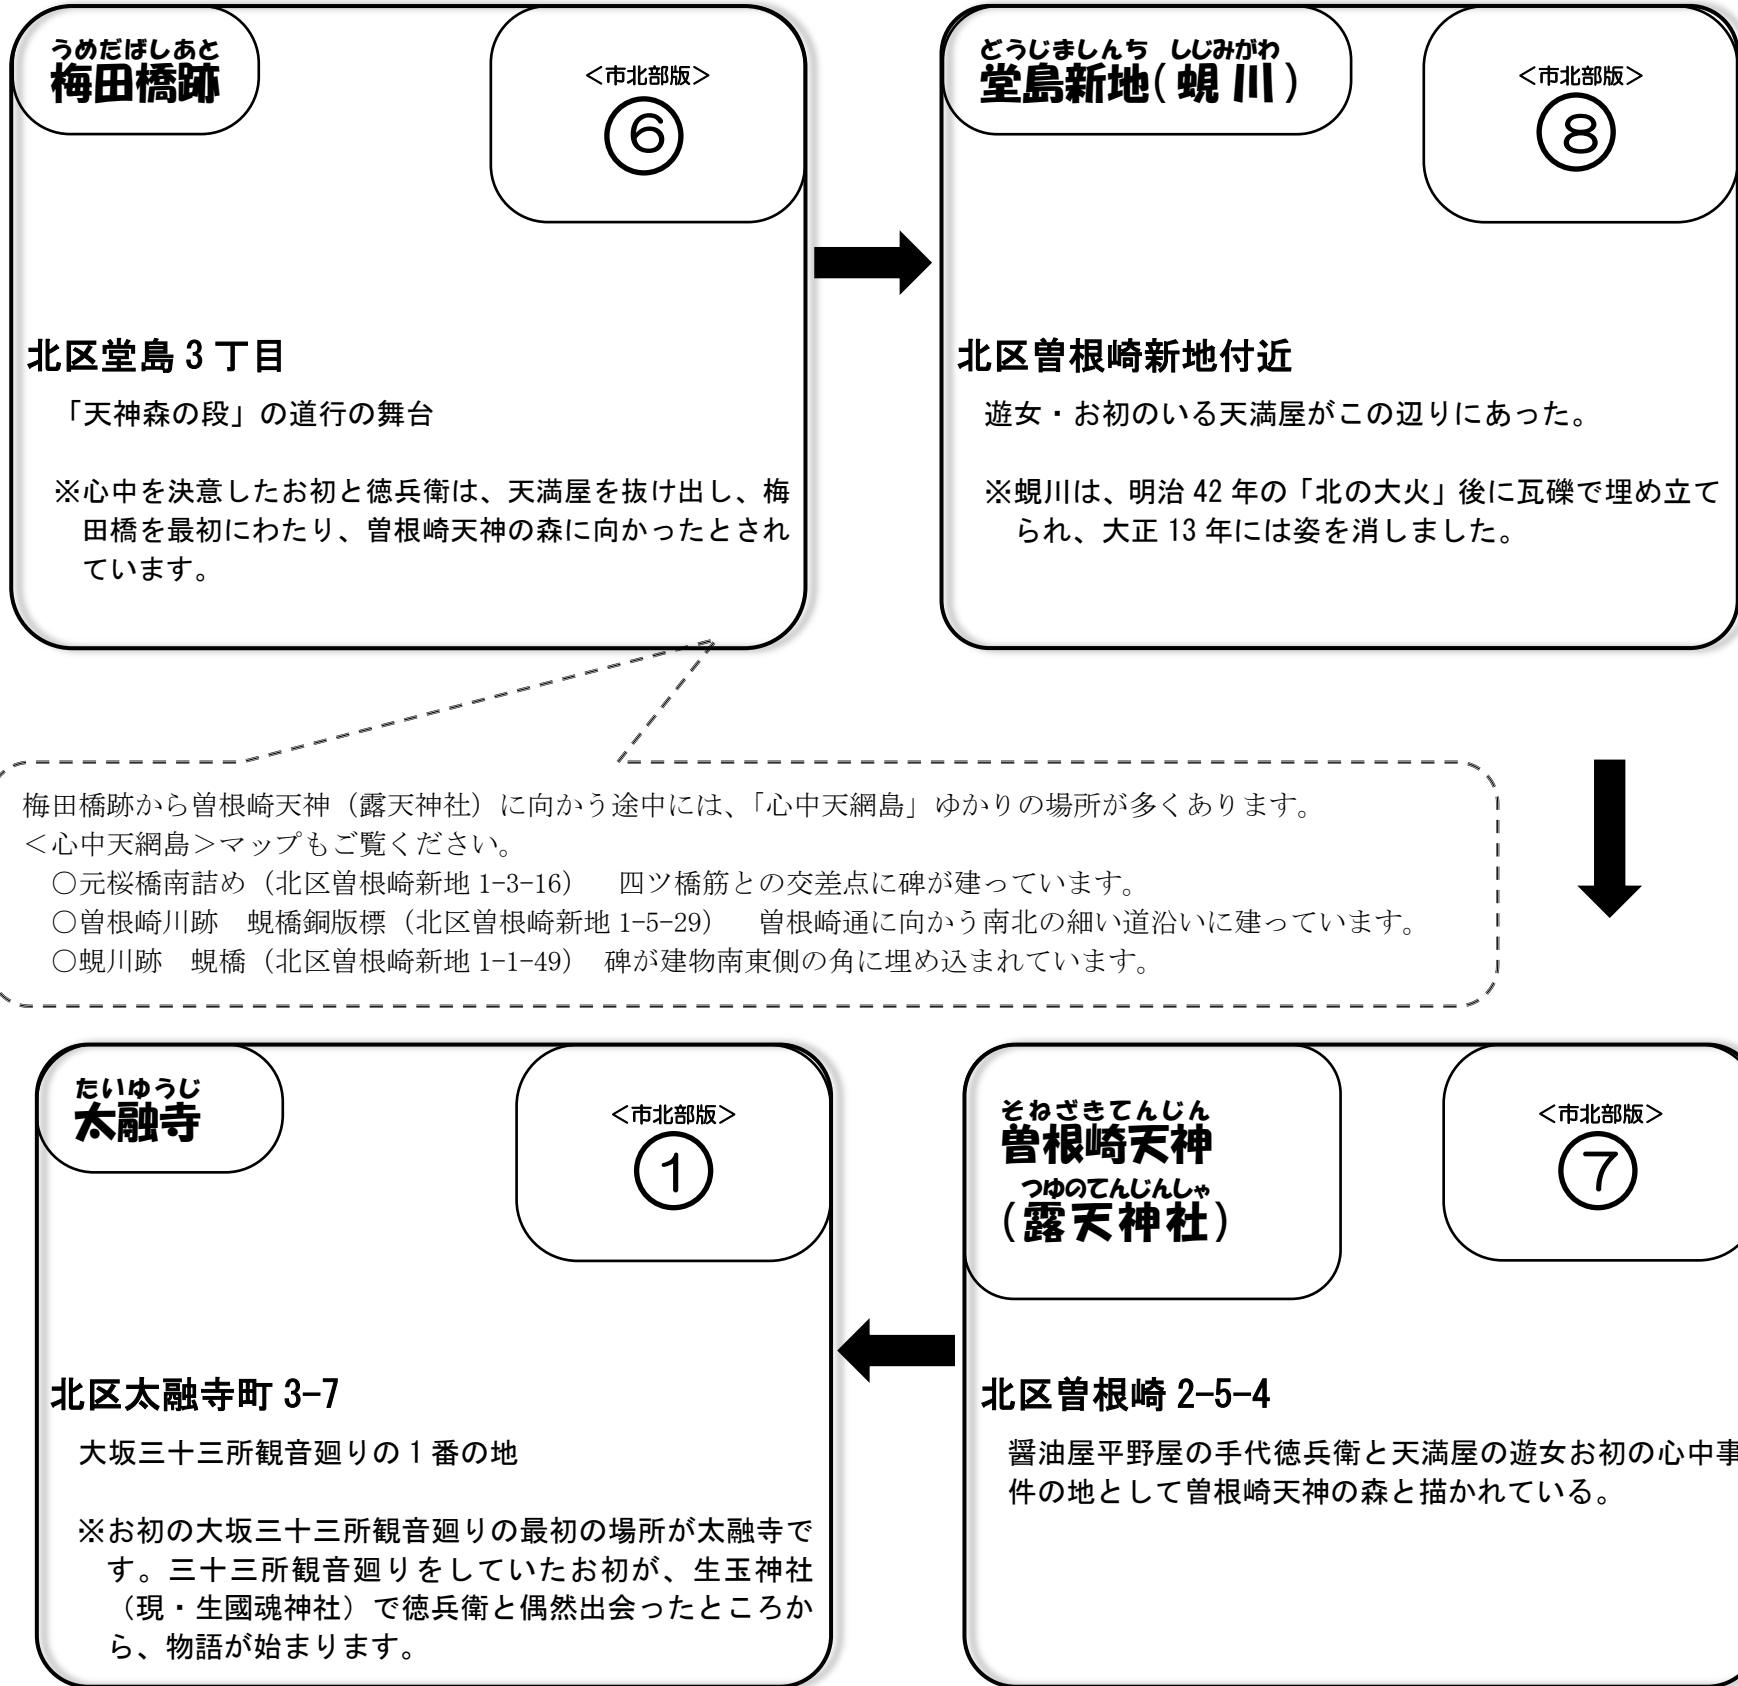 うめだばしあと
梅田橋跡
＜市北部版＞
⑥
北区堂島 3 丁目
「天神森の段」の道行の舞台
※心中を決意したお初と徳兵衛は、天満屋を抜け出し、梅
田橋を最初にわたり、曽根崎天神の森に向かったとされ
ています。
どうじましんち しじみがわ
堂島新地(蜆川)
＜市北部版＞
⑧
北区曽根崎新地付近
遊女・お初のいる天満屋がこの辺りにあった。
※蜆川は、明治 42 年の「北の大火」後に瓦礫で埋め立て
られ、大正 13 年には姿を消しました。
梅田橋跡から曽根崎天神（露天神社）に向かう途中には、「心中天網島」ゆかりの場所が多くあります。
＜心中天網島＞マップもご覧ください。
○元桜橋南詰め（北区曽根崎新地 1-3-16） 四ツ橋筋との交差点に碑が建っています。
○曽根崎川跡 蜆橋銅版標（北区曽根崎新地 1-5-29） 曽根崎通に向かう南北の細い道沿いに建っています。
○蜆川跡 蜆橋（北区曽根崎新地 1-1-49） 碑が建物南東側の角に埋め込まれています。
たいゆうじ
太融寺
＜市北部版＞
①
北区太融寺町 3-7
大坂三十三所観音廻りの 1 番の地
※お初の大坂三十三所観音廻りの最初の場所が太融寺で
す。三十三所観音廻りをしていたお初が、生玉神社
（現・生國魂神社）で徳兵衛と偶然出会ったところか
ら、物語が始まります。
そねざきてんじん
曽根崎天神
つゆのてんじんしゃ
(露天神社)
＜市北部版＞
⑦
北区曽根崎 2-5-4
醤油屋平野屋の手代徳兵衛と天満屋の遊女お初の心中事
件の地として曽根崎天神の森と描かれている。